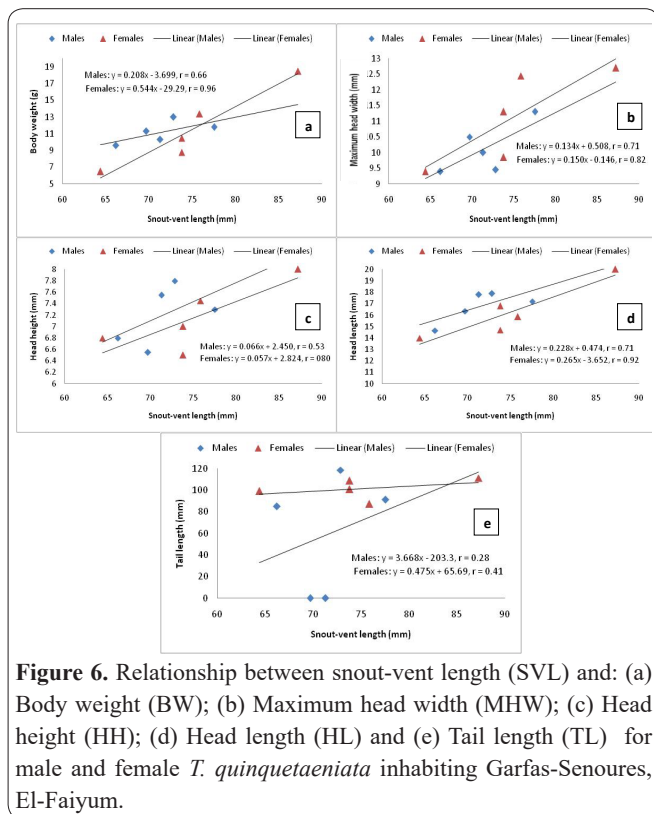 Males Females Linear (Males) Linear (Females)
19
17
15
13
11
9
7
5
Body weight (g)
Males: y = 0.208x - 3.699, r = 0.66
Females: y = 0.544x - 29.29, r = 0.96
a
60 65 70 75 80 85 90
Snout-vent length (mm)
Males Females Linear (Males) Linear (Females)
13
12.5
12
11.5
11
10.5
10
9.5
9
Maximum head width (mm)
b
Males: y = 0.134x + 0.508, r = 0.71
Females: y = 0.150x - 0.146, r = 0.82
60 65 70 75 80 85 90
Snout-vent length (mm)
Males Females Linear (Males) Linear (Females)
8
7.8
7.6
7.4
7.2
7
6.8
6.6
6.4
6.2
6
Head height (mm)
c
Males: y = 0.066x + 2.450, r = 0.53
Females: y = 0.057x + 2.824, r = 080
60 65 70 75 80 85 90
Snout-vent length (mm)
Males Females Linear (Males) Linear (Females)
20
19
18
17
16
15
14
13
12
11
10
Head length (mm)
d
Males: y = 0.228x + 0.474, r = 0.71
Females: y = 0.265x - 3.652, r = 0.92
60 65 70 75 80 85 90
Snout-vent length (mm)
Males Females Linear (Males) Linear (Females)
120
100
80
60
40
20
0
Tail length (mm)
e
Males: y = 3.668x - 203.3, r = 0.28
Females: y = 0.475x + 65.69, r = 0.41
60 65 70 75 80 85 90
Snout-vent length (mm)
Figure 6. Relationship between snout-vent length (SVL) and: (a)
Body weight (BW); (b) Maximum head width (MHW); (c) Head
height (HH); (d) Head length (HL) and (e) Tail length (TL) for
male and female T. quinquetaeniata inhabiting Garfas-Senoures,
El-Faiyum.